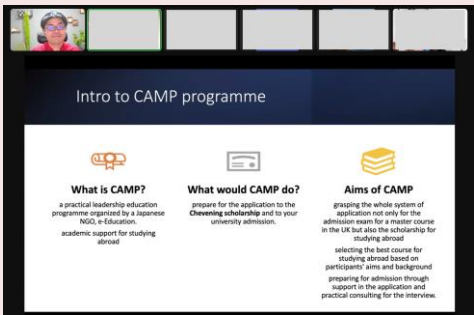 Intro to CAMP programme
What is CAMP?
a practical leadership education
programme organized by a Japanese
NGO, e-Education.
academic support for studying
abroad
What would CAMP do?
prepare for the application to the
Chevening scholarship and to your
university admission.
Aims of CAMP
grasping the whole system of
application not only for the
admission exam for a master course
in the UK but also the scholarship for
studying abroad
selecting the best course for
studying abroad based on
participants' aims and background
preparing for admission through
support in the application and
practical consulting for the interview.